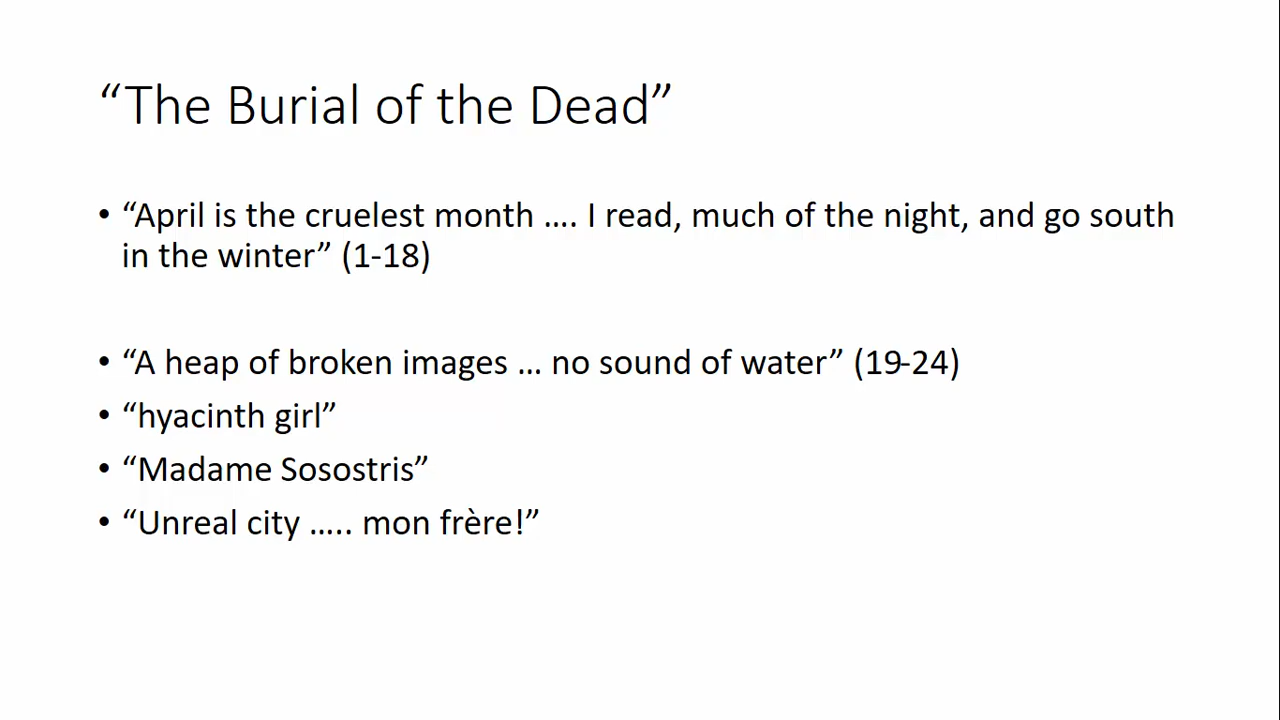 “The Burial of the Dead”
• “April is the cruelest month …. I read, much of the night, and go south
in the winter” (1-18)
• “A heap of broken images … no sound of water” (19-24)
• “hyacinth girl”
• “Madame Sosostris”
• “Unreal city ….. mon frère!”